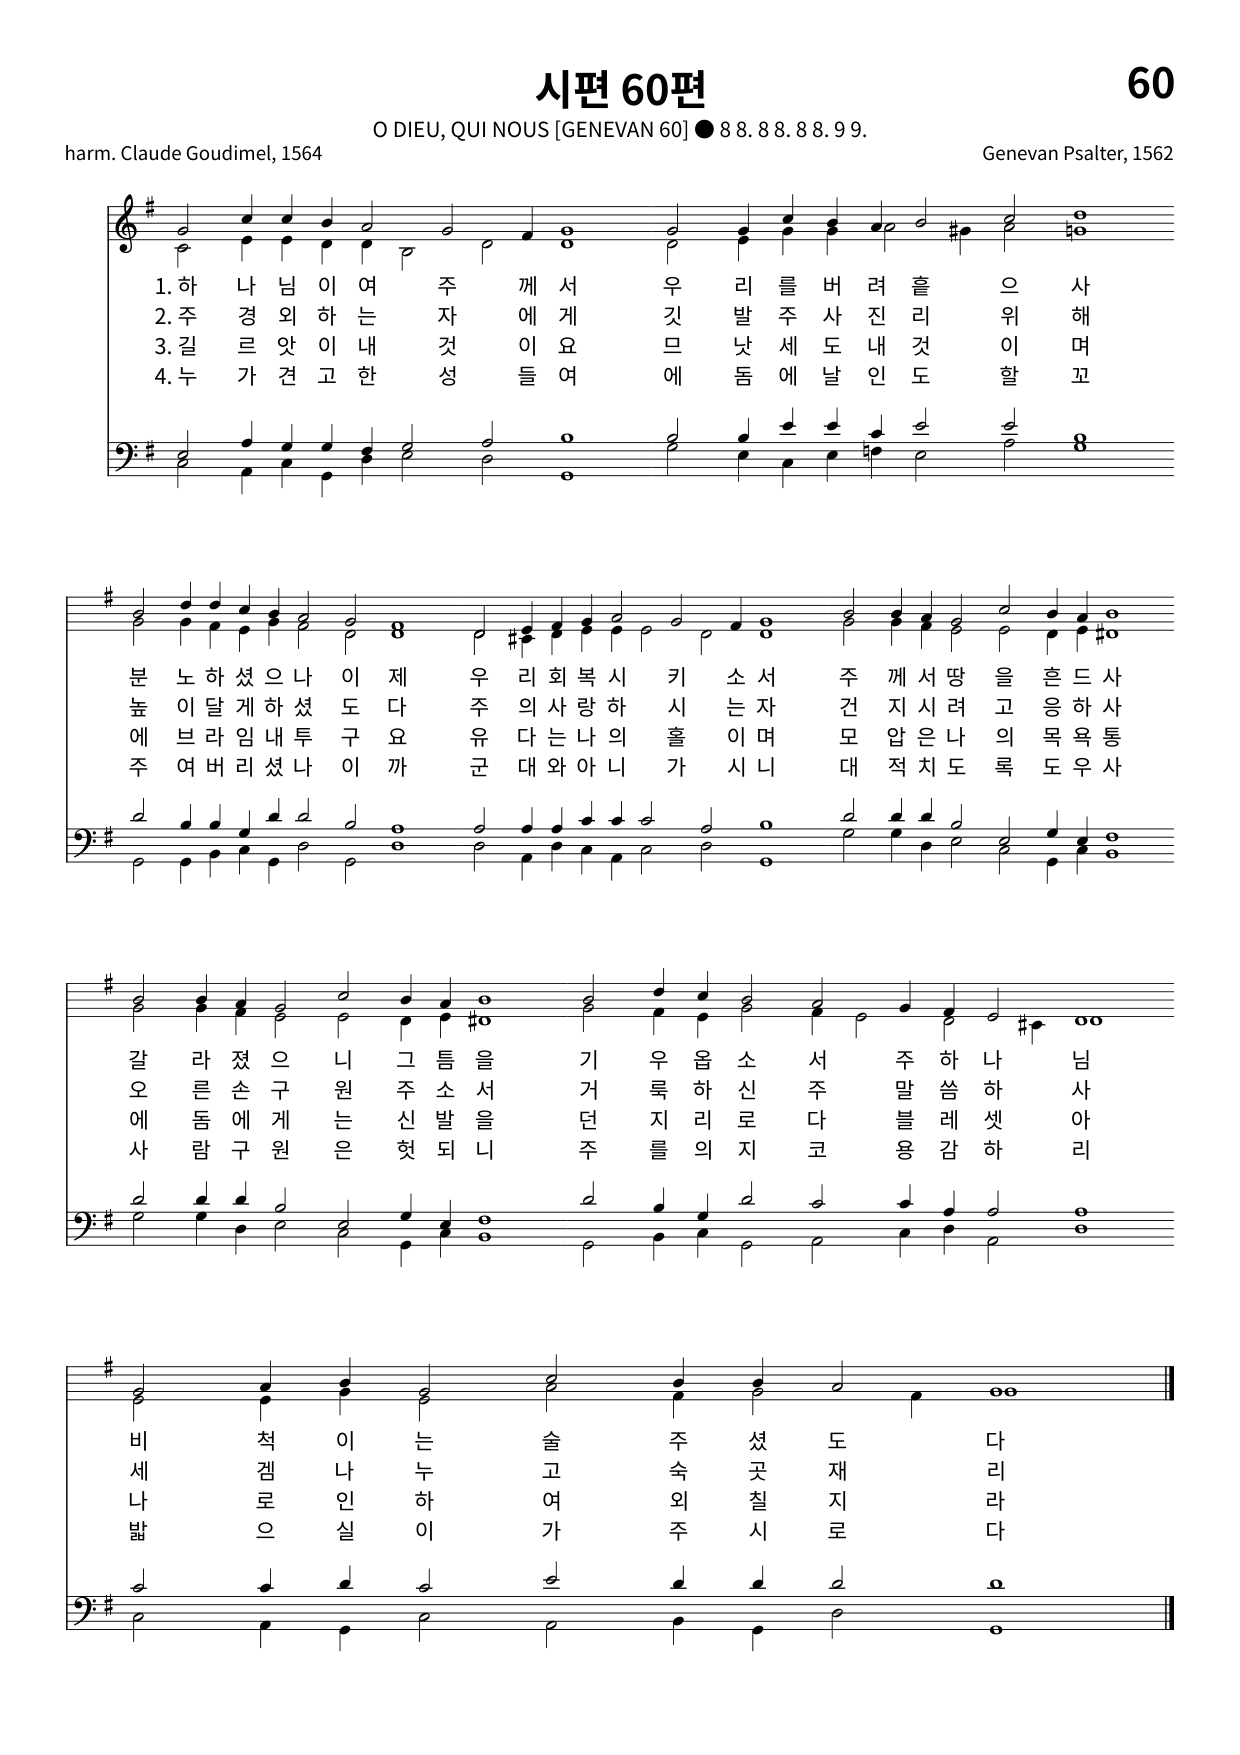 시편 60편
60
O DIEU, QUI NOUS [GENEVAN 60] ● 8 8. 8 8. 8 8. 9 9.
harm. Claude Goudimel, 1564
Genevan Psalter, 1562
1. 하 나 님 이 여 주 께 서 우 리 를 버 려 흩 으 사
2. 주 경 외 하 는 자 에 게 깃 발 주 사 진 리 위 해
3. 길 르 앗 이 내 것 이 요 므 낫 세 도 내 것 이 며
4. 누 가 견 고 한 성 들 여 에 돔 에 날 인 도 할 꼬
분 노 하 셨 으 나 이 제 우 리 회 복 시 키 소 서 주 께 서 땅 을 흔 드 사
높 이 달 게 하 셨 도 다 주 의 사 랑 하 시 는 자 건 지 시 려 고 응 하 사
에 브 라 임 내 투 구 요 유 다 는 나 의 홀 이 며 모 압 은 나 의 목 욕 통
주 여 버 리 셨 나 이 까 군 대 와 아 니 가 시 니 대 적 치 도 록 도 우 사
갈 라 졌 으 니 그 틈 을 기 우 옵 소 서 주 하 나 님
오 른 손 구 원 주 소 서 거 룩 하 신 주 말 씀 하 사
에 돔 에 게 는 신 발 을 던 지 리 로 다 블 레 셋 아
사 람 구 원 은 헛 되 니 주 를 의 지 코 용 감 하 리
비 척 이 는 술 주 셨 도 다
세 겜 나 누 고 숙 곳 재 리
나 로 인 하 여 외 칠 지 라
밟 으 실 이 가 주 시 로 다